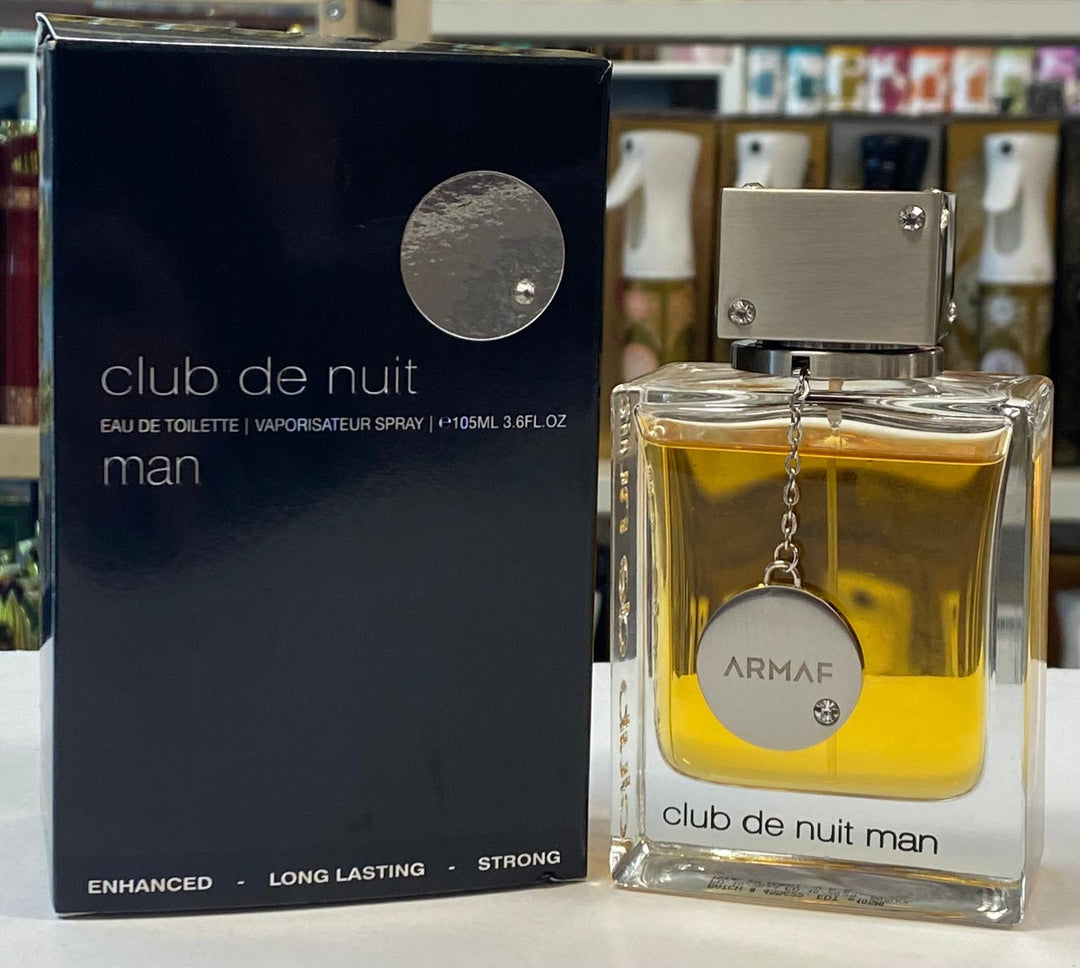 club de nuit
EAU DE TOILETTE | VAPORISATEUR SPRAY | ℮105ML 3.6FL.OZ
man
ENHANCED - LONG LASTING - STRONG
ARMAF
club de nuit man